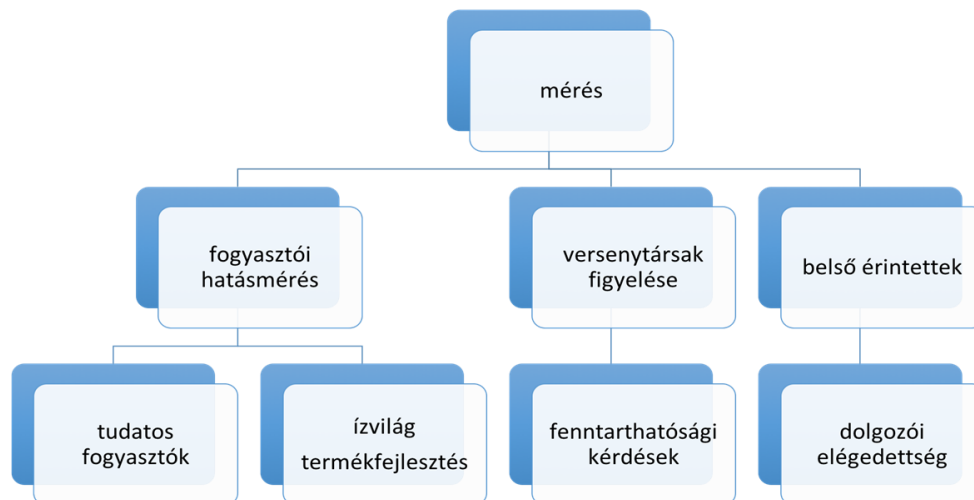 mérés
fogyasztói
hatásmérés
versenytársak
figyelése
belső érintettek
tudatos
fogyasztók
ízvilág
termékfejlesztés
fenntarthatósági
kérdések
dolgozói
elégedettség